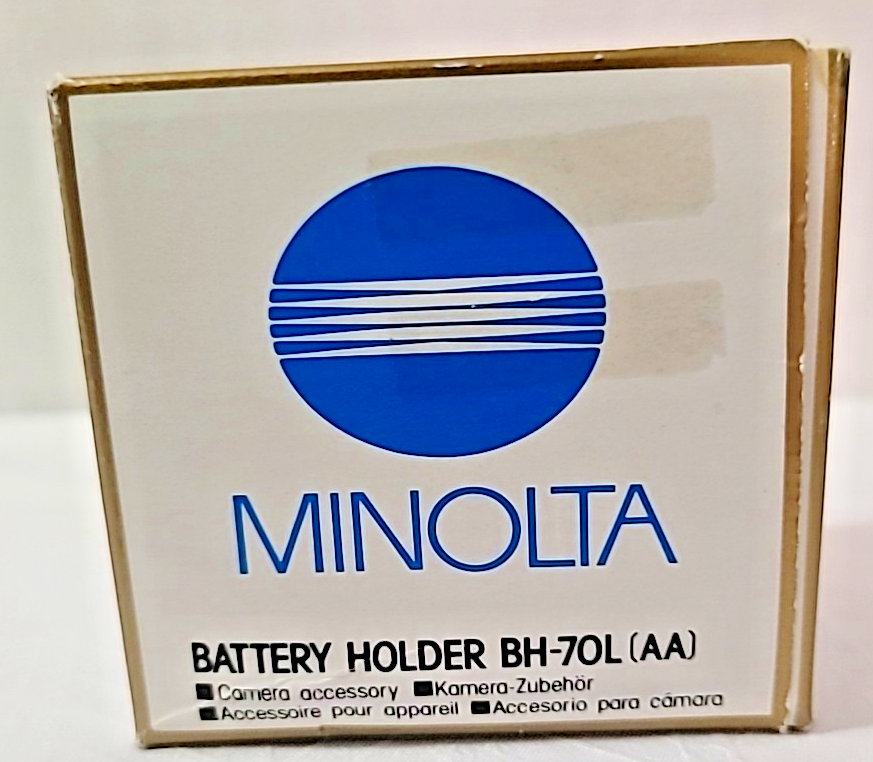 MINOLTA
BATTERY HOLDER BH-70L (AA)
■Camera accessory ■Kamera-Zubehör
■Accessoire pour appareil ■Accesorio para cámara